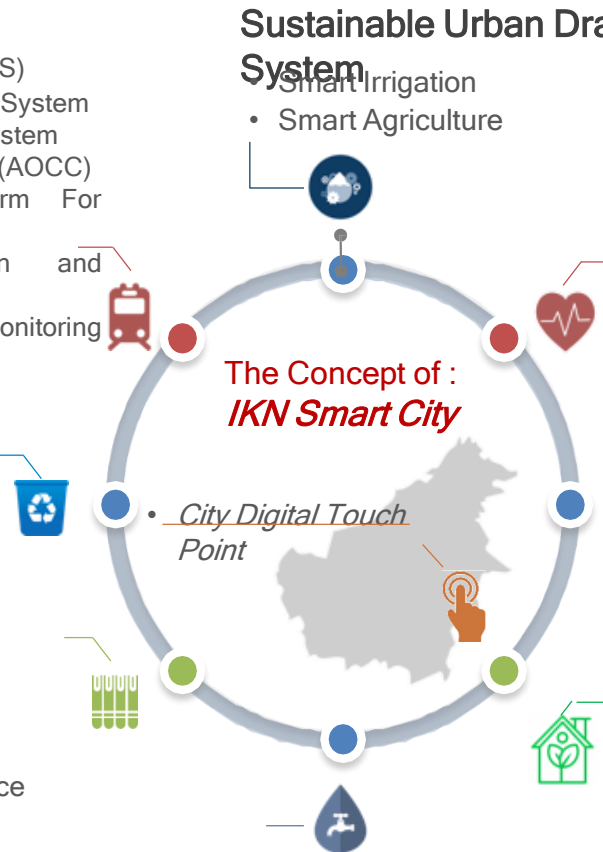 Sustainable Urban Dra
System
• Smart Irrigation
• Smart Agriculture
S)
System
stem
(AOCC)
rm For
n and
onitoring
The Concept of :
IKN Smart City
• City Digital Touch
Point
ce